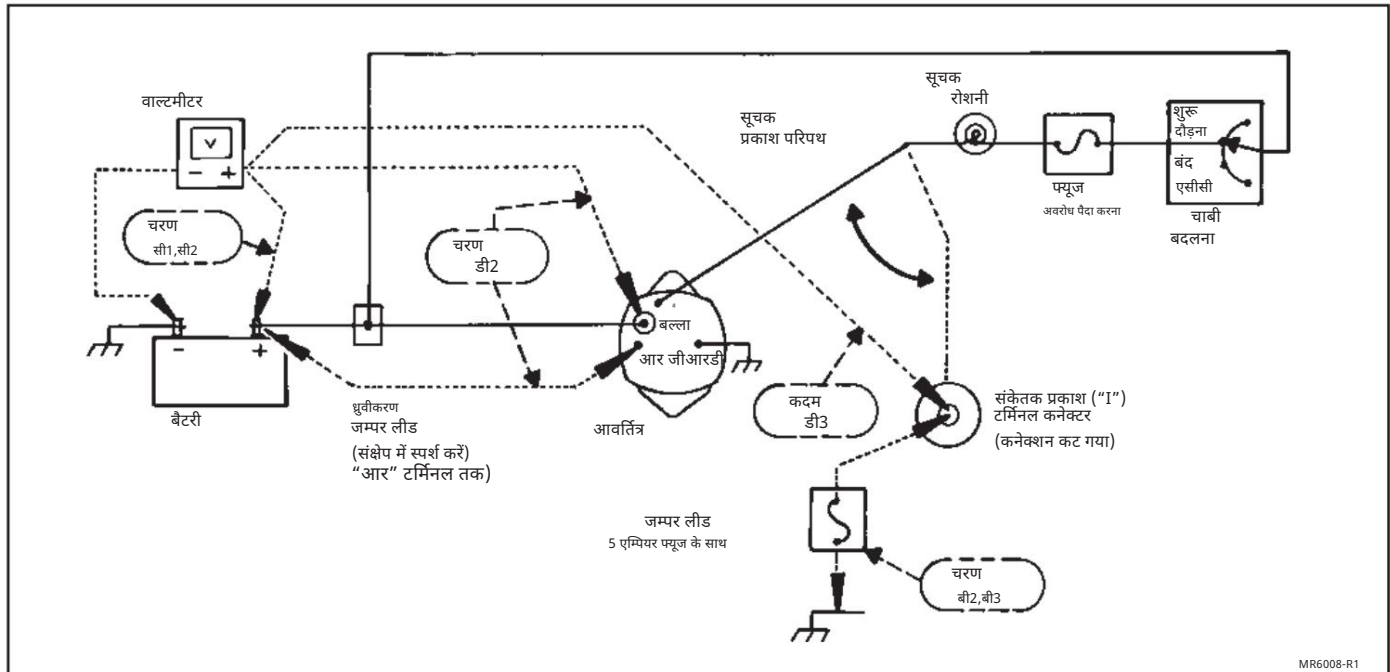 वाल्टमीटर
V
- +
चरण
सी1,सी2
- +
बैटरी
चरण
डी2
ध्रुवीकरण
जम्पर लीड
(संक्षेप में स्पर्श करें)
“आर” टर्मिनल तक)
बल्ला
आर जीआरडी
आवर्तित्र
सूचक
प्रकाश परिपथ
सूचक
रोशनी
फ्यूज
अवरोध पैदा करना
शुरू
दौड़ना
बंद
एसीसी
चाबी
बदलना
कदम
डी3
संकेतक प्रकाश (“I”)
टर्मिनल कनेक्टर
(कनेक्शन कट गया)
जम्पर लीड
5 एम्पियर फ्यूज के साथ
चरण
बी2,बी3
MR6008-R1